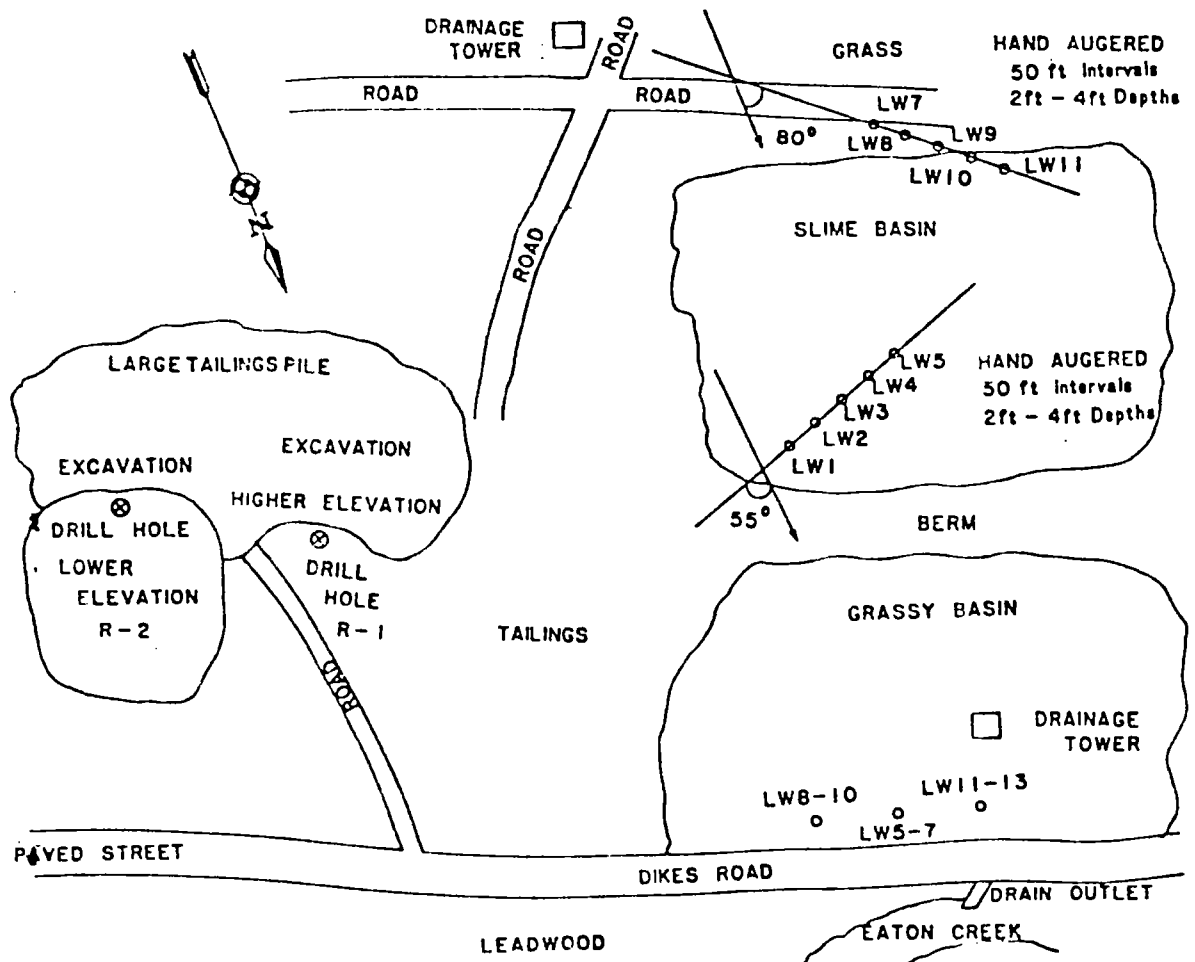 DRAINAGE
TOWER
ROAD
GRASS
HAND AUGERED
50 ft Intervals
2ft - 4ft Depths
ROAD
ROAD
LW7
80°
LW8
LW9
LW10
LW11
N
SLIME BASIN
ROAD
LARGE TAILINGS PILE
LW5
LW4
LW3
LW2
LW1
HAND AUGERED
50 ft Intervals
2ft - 4ft Depths
EXCAVATION
EXCAVATION
HIGHER ELEVATION
55°
BERM
DRILL HOLE
LOWER
ELEVATION
R-2
DRILL
HOLE
R-1
TAILINGS
GRASSY BASIN
ROAD
DRAINAGE
TOWER
LW8-10
LW5-7
LW11-13
PAVED STREET
DIKES ROAD
DRAIN OUTLET
LEADWOOD
EATON CREEK